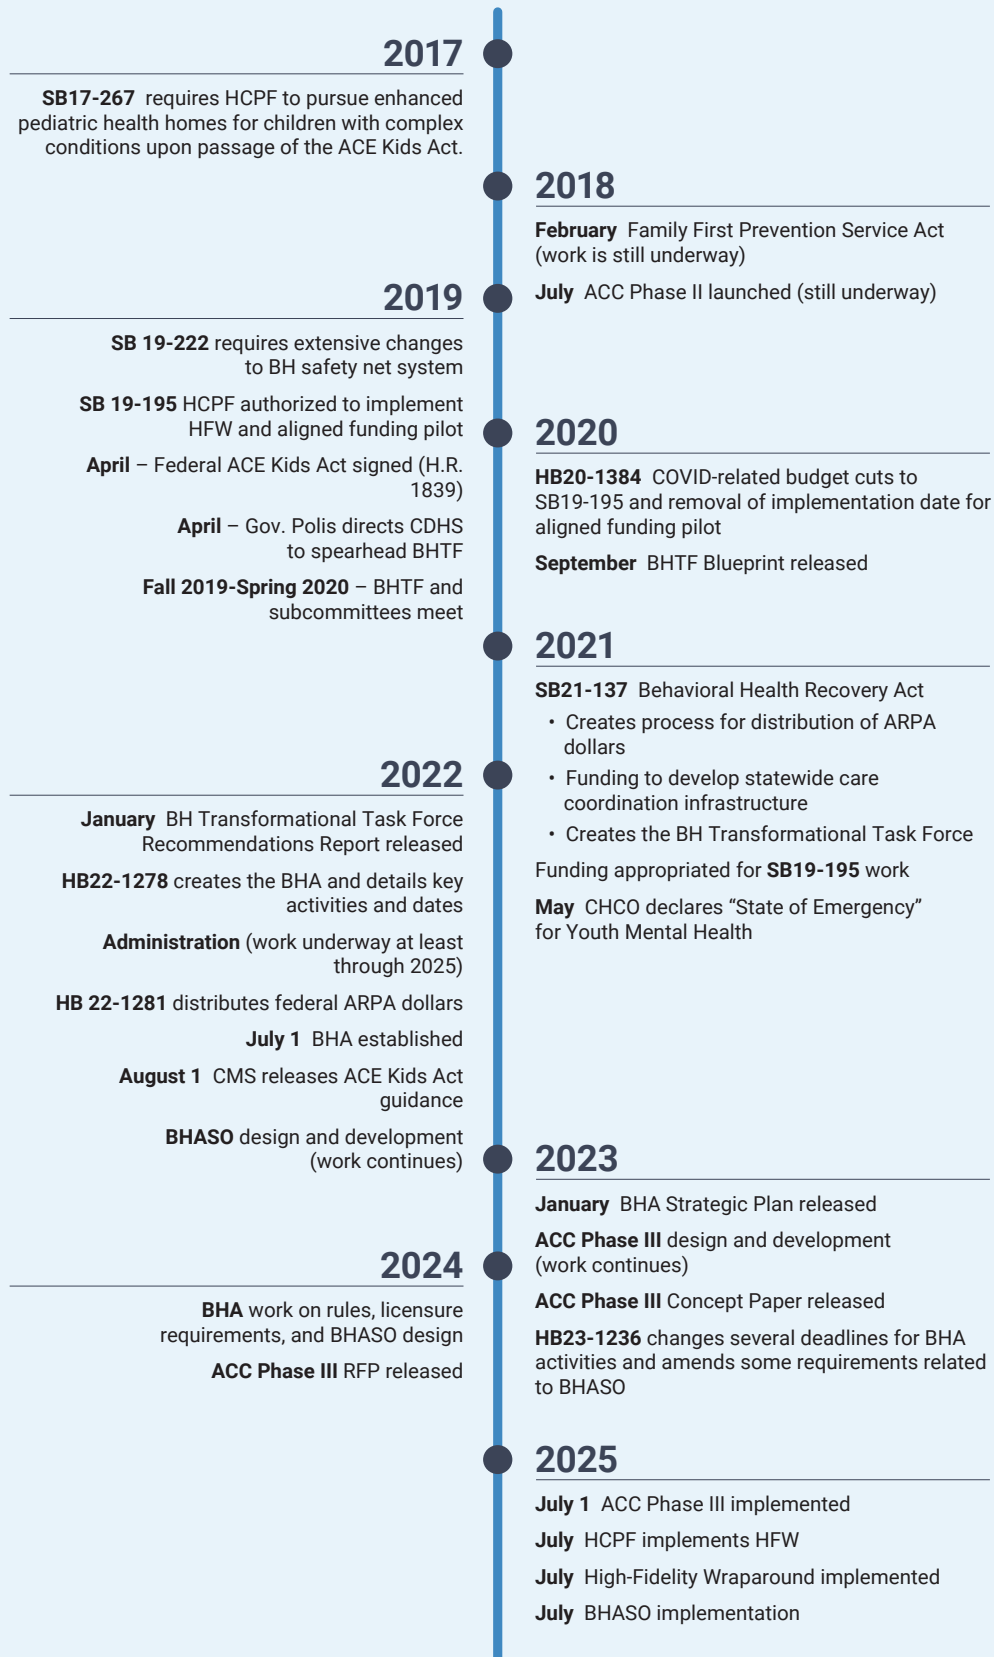 2017
SB17-267 requires HCPF to pursue enhanced
pediatric health homes for children with complex
conditions upon passage of the ACE Kids Act.
2018
February Family First Prevention Service Act
(work is still underway)
July ACC Phase II launched (still underway)
2019
SB 19-222 requires extensive changes
to BH safety net system
SB 19-195 HCPF authorized to implement
HFW and aligned funding pilot
April – Federal ACE Kids Act signed (H.R.
1839)
April – Gov. Polis directs CDHS
to spearhead BHTF
Fall 2019-Spring 2020 – BHTF and
subcommittees meet
2020
HB20-1384 COVID-related budget cuts to
SB19-195 and removal of implementation date for
aligned funding pilot
September BHTF Blueprint released
2021
SB21-137 Behavioral Health Recovery Act
• Creates process for distribution of ARPA
dollars
• Funding to develop statewide care
coordination infrastructure
• Creates the BH Transformational Task Force
Funding appropriated for SB19-195 work
May CHCO declares “State of Emergency”
for Youth Mental Health
2022
January BH Transformational Task Force
Recommendations Report released
HB22-1278 creates the BHA and details key
activities and dates
Administration (work underway at least
through 2025)
HB 22-1281 distributes federal ARPA dollars
July 1 BHA established
August 1 CMS releases ACE Kids Act
guidance
BHASO design and development
(work continues)
2023
January BHA Strategic Plan released
ACC Phase III design and development
(work continues)
ACC Phase III Concept Paper released
HB23-1236 changes several deadlines for BHA
activities and amends some requirements related
to BHASO
2024
BHA work on rules, licensure
requirements, and BHASO design
ACC Phase III RFP released
2025
July 1 ACC Phase III implemented
July HCPF implements HFW
July High-Fidelity Wraparound implemented
July BHASO implementation